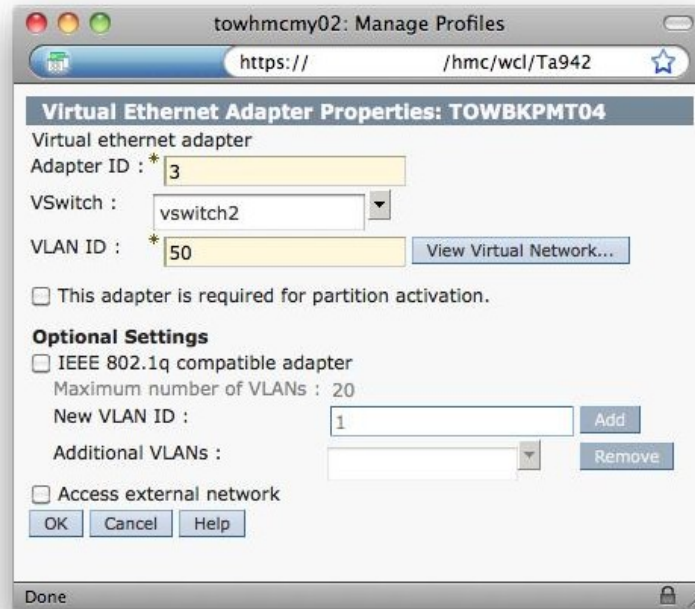 towhmcmy02: Manage Profiles
https:// /hmc/wcl/Ta942
Virtual Ethernet Adapter Properties: TOWBKPMT04
Virtual ethernet adapter
Adapter ID : * 3
VSwitch : vswitch2
VLAN ID : * 50 View Virtual Network...
This adapter is required for partition activation.
Optional Settings
IEEE 802.1q compatible adapter
Maximum number of VLANs : 20
New VLAN ID : 1 Add
Additional VLANs : Remove
Access external network
OK Cancel Help
Done